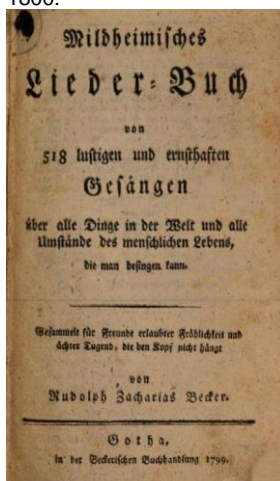 1800.
Mildheimisches
Lieder-Buch
von
518 lustigen und ernsthaften
Gesängen
über alle Dinge in der Welt und alle
Umstände des menschlichen Lebens,
die man besingen kann.
Gesammelt für Freunde erlaubter Fröhlichkeit und
ächter Tugend, die den Kopf nicht hängt
von
Rudolph Zacharias Becker.
Gotha,
in der Beckerischen Buchhandlung 1799.